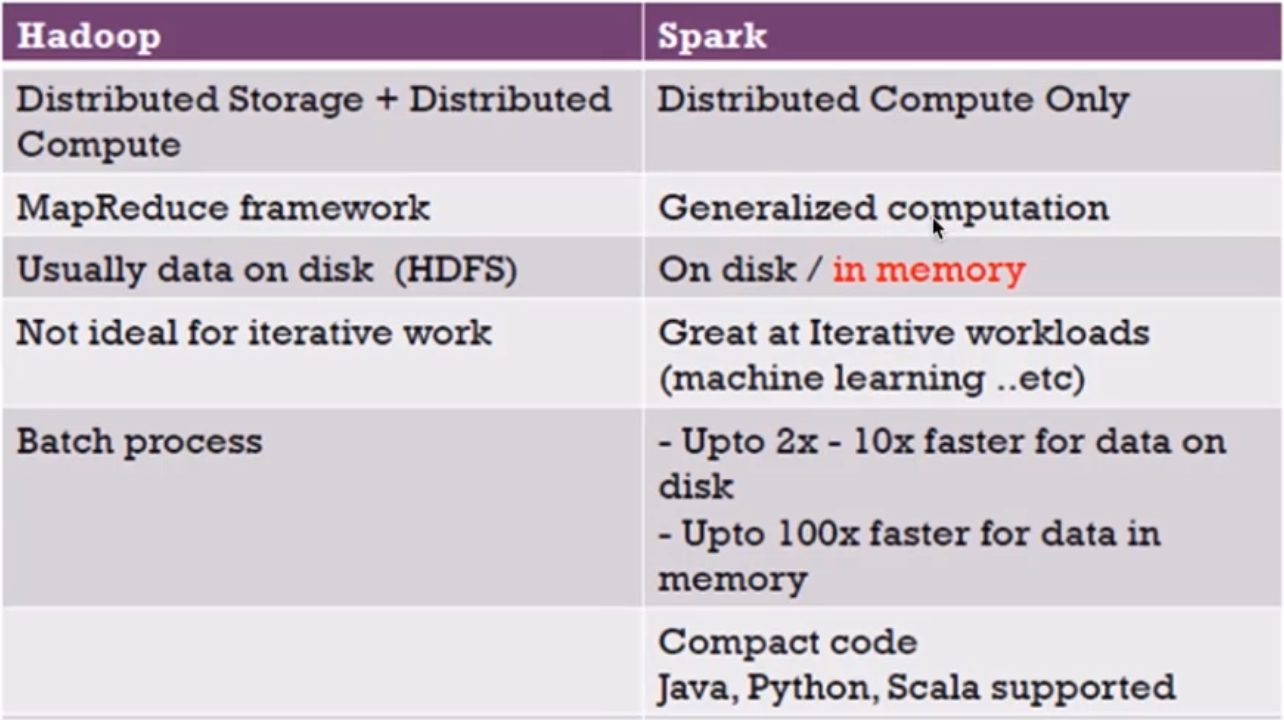 Hadoop
Spark
Distributed Storage + Distributed
Compute
Distributed Compute Only
MapReduce framework
Generalized computation
Usually data on disk (HDFS)
On disk / in memory
Not ideal for iterative work
Great at Iterative workloads
(machine learning ..etc)
Batch process
- Upto 2x - 10x faster for data on
disk
- Upto 100x faster for data in
memory
Compact code
Java, Python, Scala supported